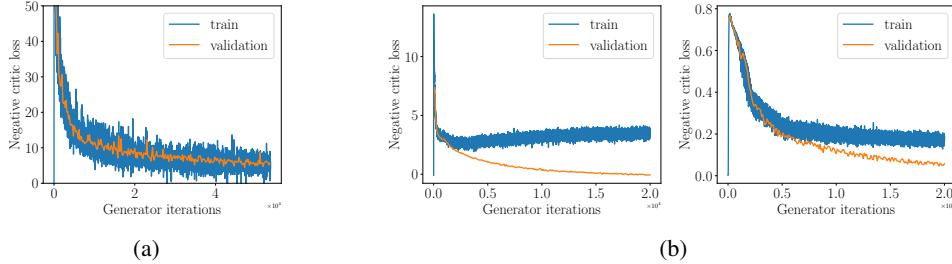 50
40
30
20
10
0
Negative critic loss
train
validation
0
2
4
×10⁴
Generator iterations
(a)
10
5
0
Negative critic loss
train
validation
0.0
0.5
1.0
1.5
2.0
×10⁴
Generator iterations
0.8
0.6
0.4
0.2
0.0
Negative critic loss
train
validation
0.0
0.5
1.0
1.5
2.0
×10⁴
Generator iterations
(b)